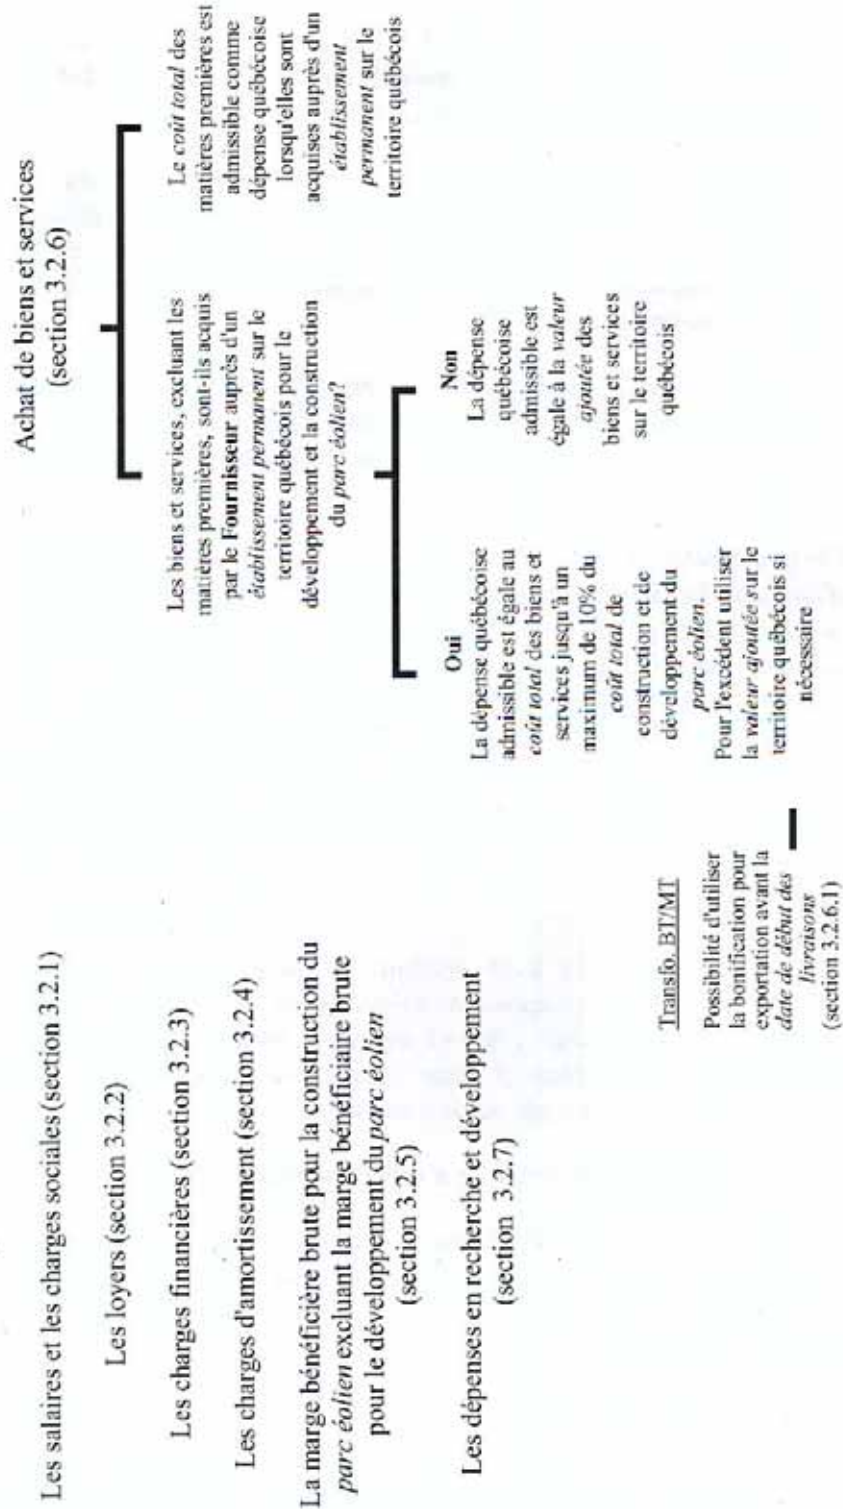 Les salaires et les charges sociales (section 3.2.1)
Les loyers (section 3.2.2)
Les charges financières (section 3.2.3)
Les charges d'amortissement (section 3.2.4)
La marge bénéficière brute pour la construction du
parc éolien excluant la marge bénéficiaire brute
pour le développement du parc éolien
(section 3.2.5)
Les dépenses en recherche et développement
(section 3.2.7)
Achat de biens et services
(section 3.2.6)
Les biens et services, excluant les
matières premières, sont-ils acquis
par le Fournisseur auprès d'un
établissement permanent sur le
territoire québécois pour le
développement et la construction
du parc éolien?
Le coût total des
matières premières est
admissible comme
dépense québécoise
lorsqu'elles sont
acquises auprès d'un
établissement
permanent sur le
territoire québécois
Oui
La dépense québécoise
admissible est égale au
coût total des biens et
services jusqu'à un
maximum de 10% du
coût total de
construction et de
développement du
parc éolien.
Pour l'excédent utiliser
la valeur ajoutée sur le
territoire québécois si
nécessaire
Non
La dépense
québécoise
admissible est
égale à la valeur
ajoutée des
biens et services
sur le territoire
québécois
Transfo. BT/MT
Possibilité d'utiliser
la bonification pour
exportation avant la
date de début des
livraisons
(section 3.2.6.1)